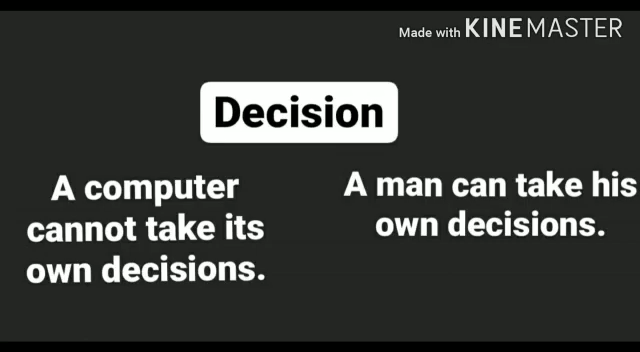 Made with KINEMASTER
Decision
A computer
cannot take its
own decisions.
A man can take his
own decisions.